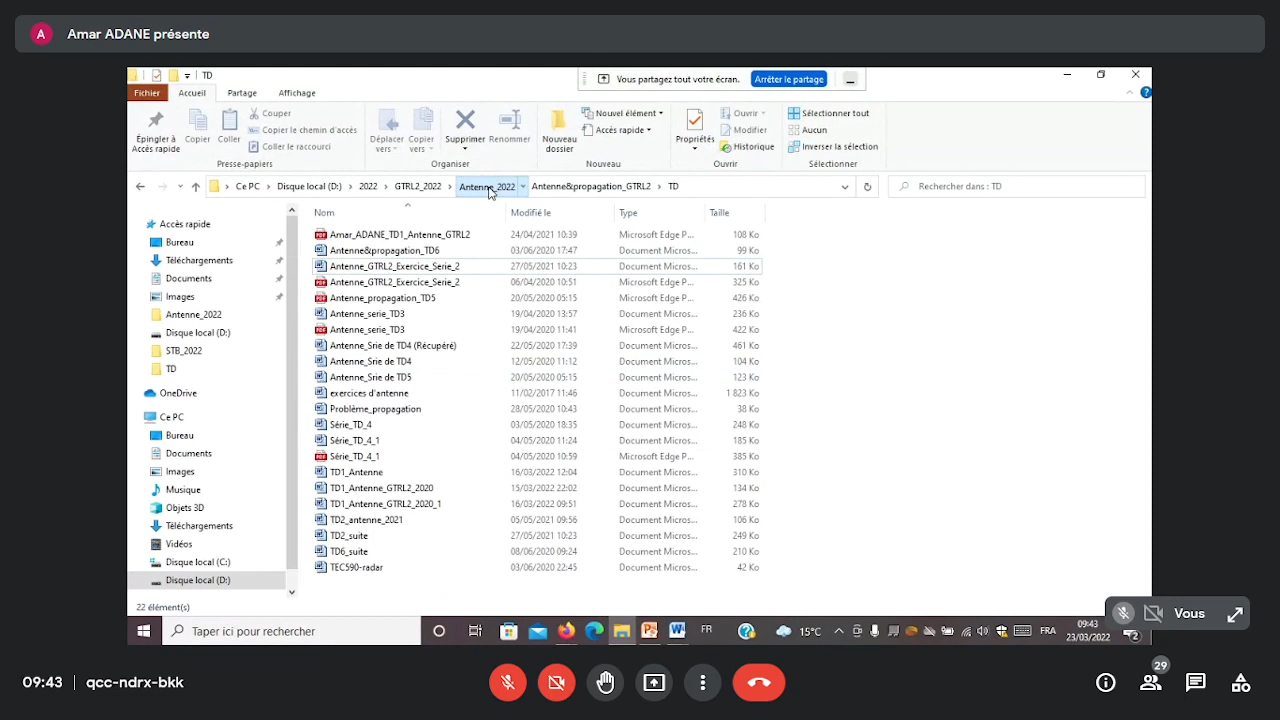 A Amar ADANE présente
TD
Vous partagez tout votre écran. Arrêter le partage
Fichier Accueil Partage Affichage
Épingler à Accès rapide
Copier
Coller
Couper
Copier le chemin d'accès
Coller le raccourci
Déplacer vers
Copier vers
Supprimer
Renommer
Nouveau dossier
Nouvel élément
Accès rapide
Propriétés
Ouvrir
Modifier
Historique
Sélectionner tout
Aucun
Inverser la sélection
Presse-papiers Organiser Nouveau Ouvrir Sélectionner
Ce PC > Disque local (D:) > 2022 > GTRL2_2022 > Antenne_2022 Antenne&propagation_GTRL2 > TD
Rechercher dans : TD
Accès rapide
Bureau
Téléchargements
Documents
Images
Antenne_2022
Disque local (D:)
STB_2022
TD
OneDrive
Ce PC
Bureau
Documents
Images
Musique
Objets 3D
Téléchargements
Vidéos
Disque local (C:)
Disque local (D:)
Nom Modifié le Type Taille
Amar_ADANE_TD1_Antenne_GTRL2 24/04/2021 10:39 Microsoft Edge P... 108 Ko
Antenne&propagation_TD6 03/06/2020 17:47 Document Micros... 99 Ko
Antenne_GTRL2_Exercice_Serie_2 27/05/2021 10:23 Document Micros... 161 Ko
Antenne_GTRL2_Exercice_Serie_2 06/04/2020 10:51 Microsoft Edge P... 325 Ko
Antenne_propagation_TD5 20/05/2020 05:15 Microsoft Edge P... 426 Ko
Antenne_serie_TD3 19/04/2020 13:57 Document Micros... 236 Ko
Antenne_serie_TD3 19/04/2020 11:41 Microsoft Edge P... 422 Ko
Antenne_Srie de TD4 (Récupéré) 22/05/2020 17:39 Document Micros... 461 Ko
Antenne_Srie de TD4 12/05/2020 11:12 Document Micros... 104 Ko
Antenne_Srie de TD5 20/05/2020 05:15 Document Micros... 123 Ko
exercices d'antenne 11/02/2017 11:46 Document Micros... 1 823 Ko
Problème_propagation 28/05/2020 10:43 Document Micros... 38 Ko
Série_TD_4 03/05/2020 18:35 Document Micros... 248 Ko
Série_TD_4_1 04/05/2020 11:24 Document Micros... 185 Ko
Série_TD_4_1 04/05/2020 10:59 Microsoft Edge P... 385 Ko
TD1_Antenne 16/03/2022 12:04 Document Micros... 310 Ko
TD1_Antenne_GTRL2_2020 15/03/2022 22:02 Document Micros... 134 Ko
TD1_Antenne_GTRL2_2020_1 16/03/2022 09:51 Document Micros... 278 Ko
TD2_antenne_2021 05/05/2021 09:56 Document Micros... 106 Ko
TD2_suite 27/05/2021 10:23 Document Micros... 249 Ko
TD6_suite 08/06/2020 09:24 Document Micros... 210 Ko
TEC590-radar 03/06/2020 22:45 Document Micros... 42 Ko
22 élément(s)
Vous
Taper ici pour rechercher FR 15°C FRA 09:43
23/03/2022 2
29
09:43 qcc-ndrx-bkk